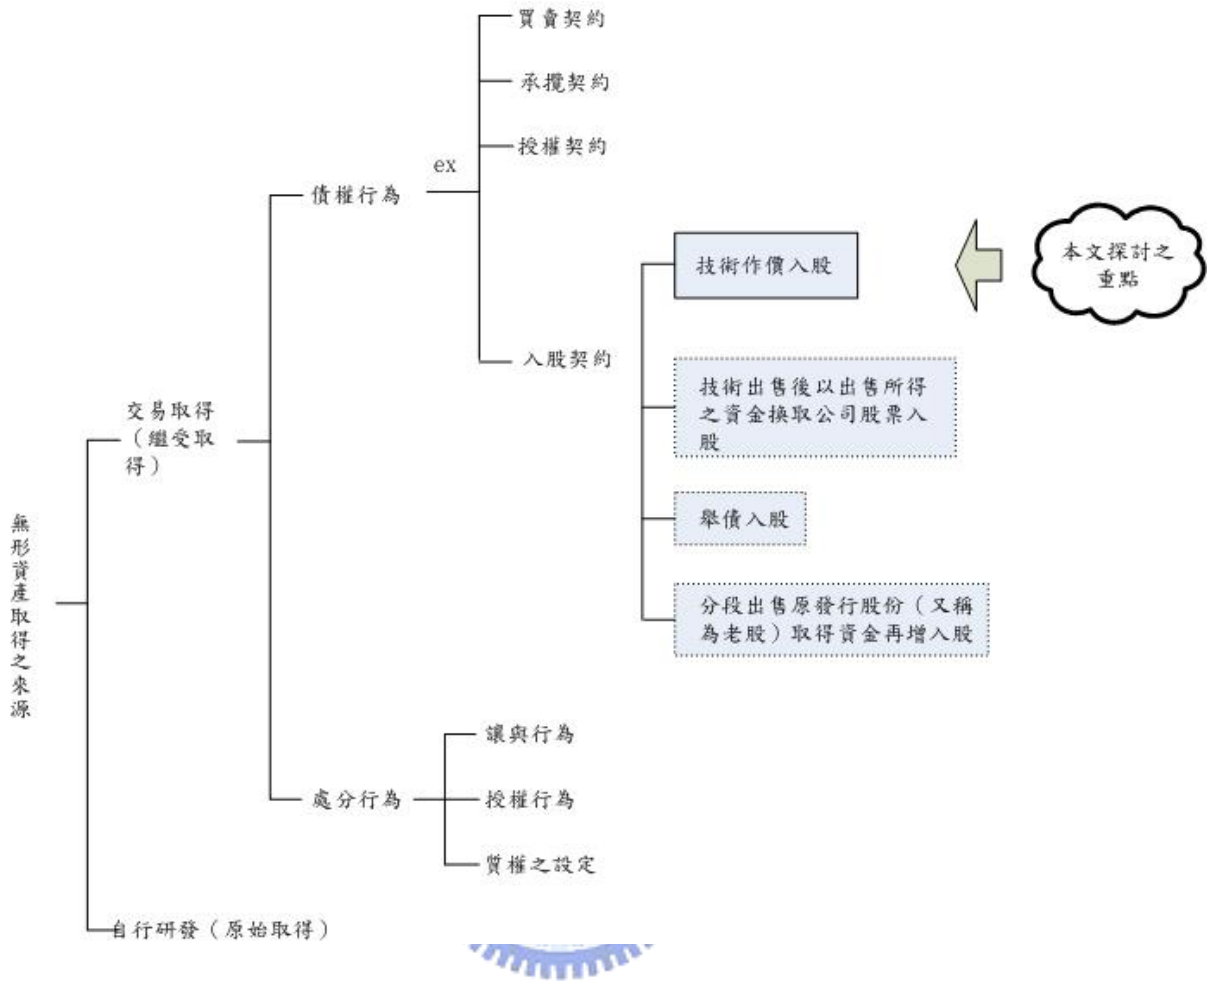 無形資產取得之來源
交易取得
（繼受取
得）
債權行為
ex
買賣契約
承攬契約
授權契約
入股契約
技術作價入股
本文探討之
重點
技術出售後以出售所得
之資金換取公司股票入
股
舉債入股
分段出售原發行股份（又稱
為老股）取得資金再增入股
處分行為
讓與行為
授權行為
質權之設定
自行研發（原始取得）